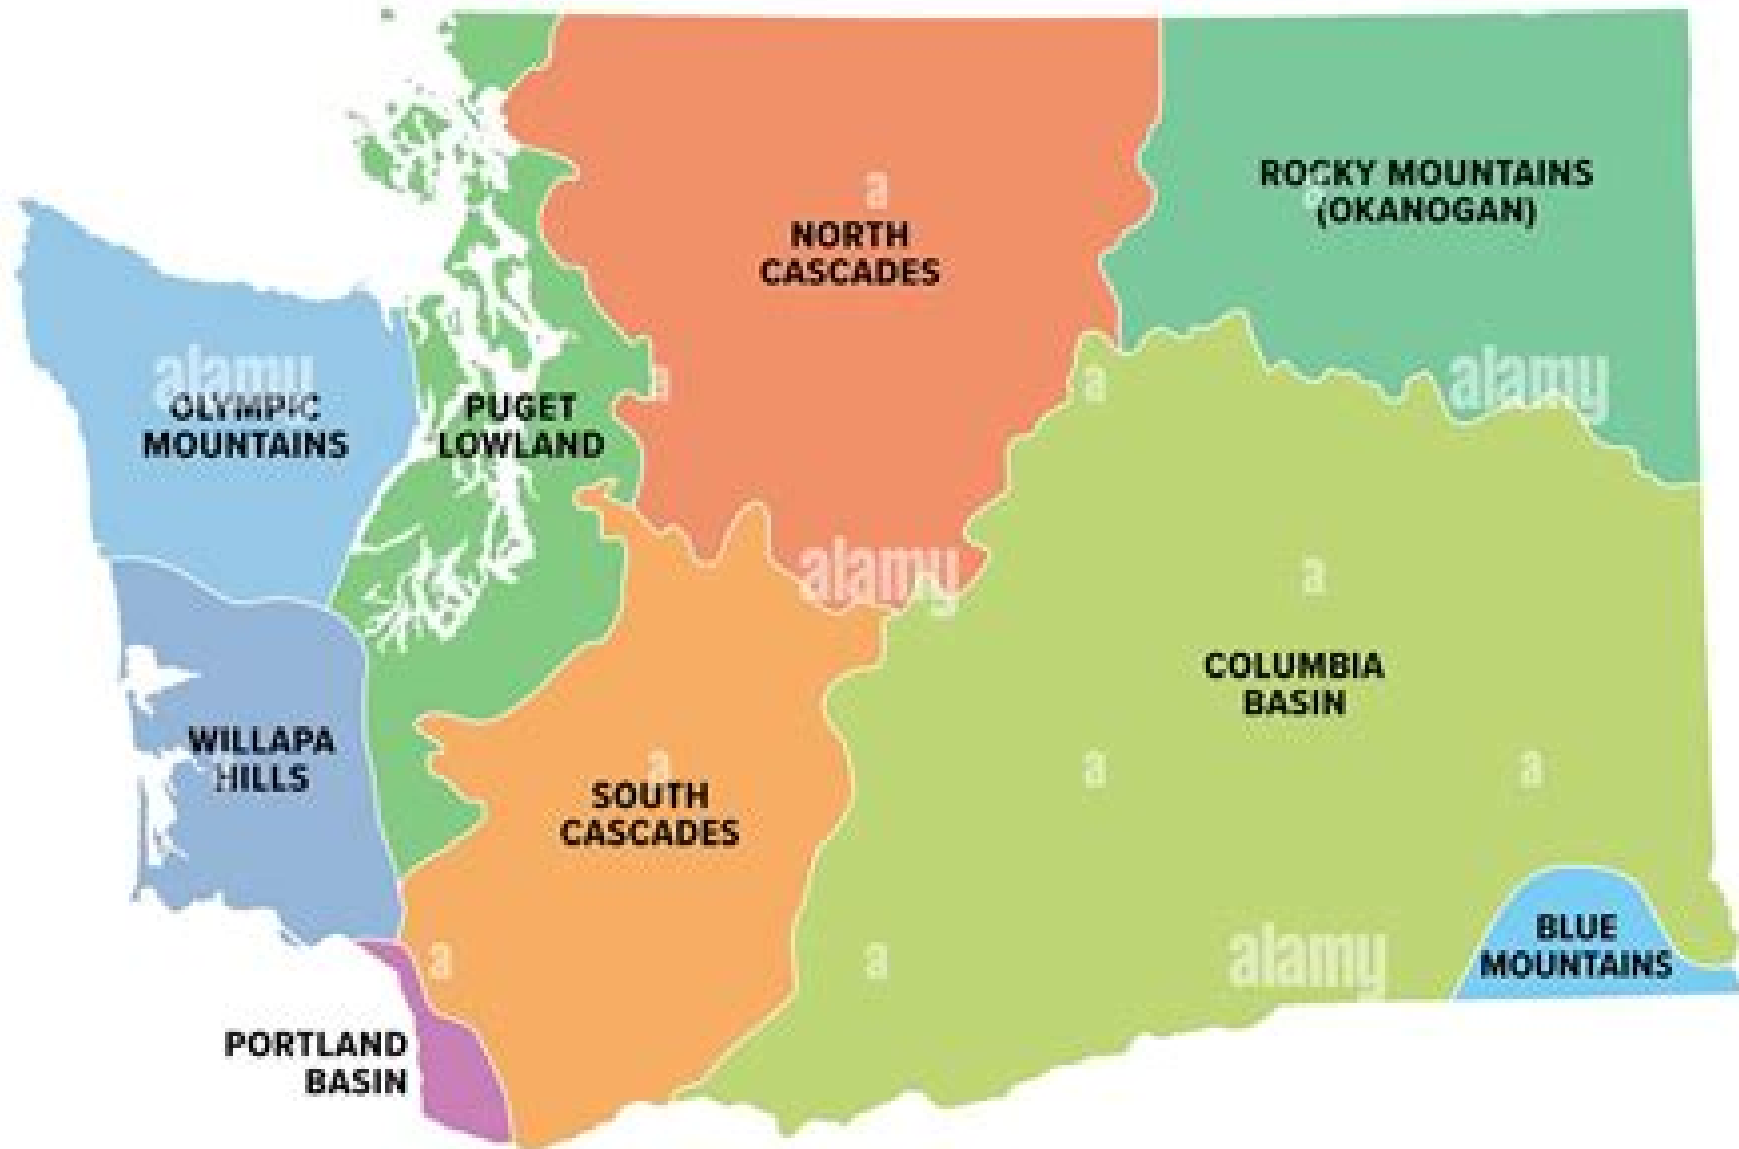 ROCKY MOUNTAINS
(OKANOGAN)
a
NORTH
CASCADES
alamy
OLYMPIC
MOUNTAINS
PUGET
LOWLAND
a
a
alamy
alamy
a
COLUMBIA
BASIN
WILLAPA
HILLS
a
SOUTH
CASCADES
a
a
BLUE
MOUNTAINS
a
a
alamy
PORTLAND
BASIN